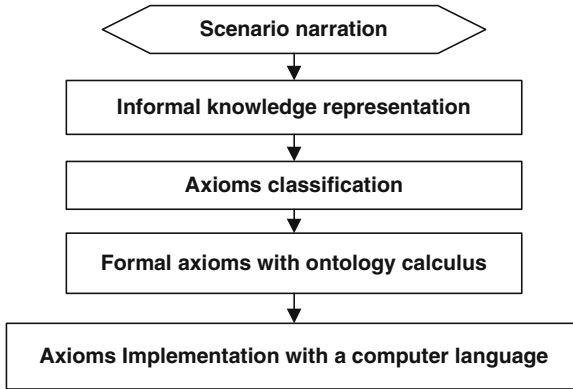 Scenario narration
Informal knowledge representation
Axioms classification
Formal axioms with ontology calculus
Axioms Implementation with a computer language